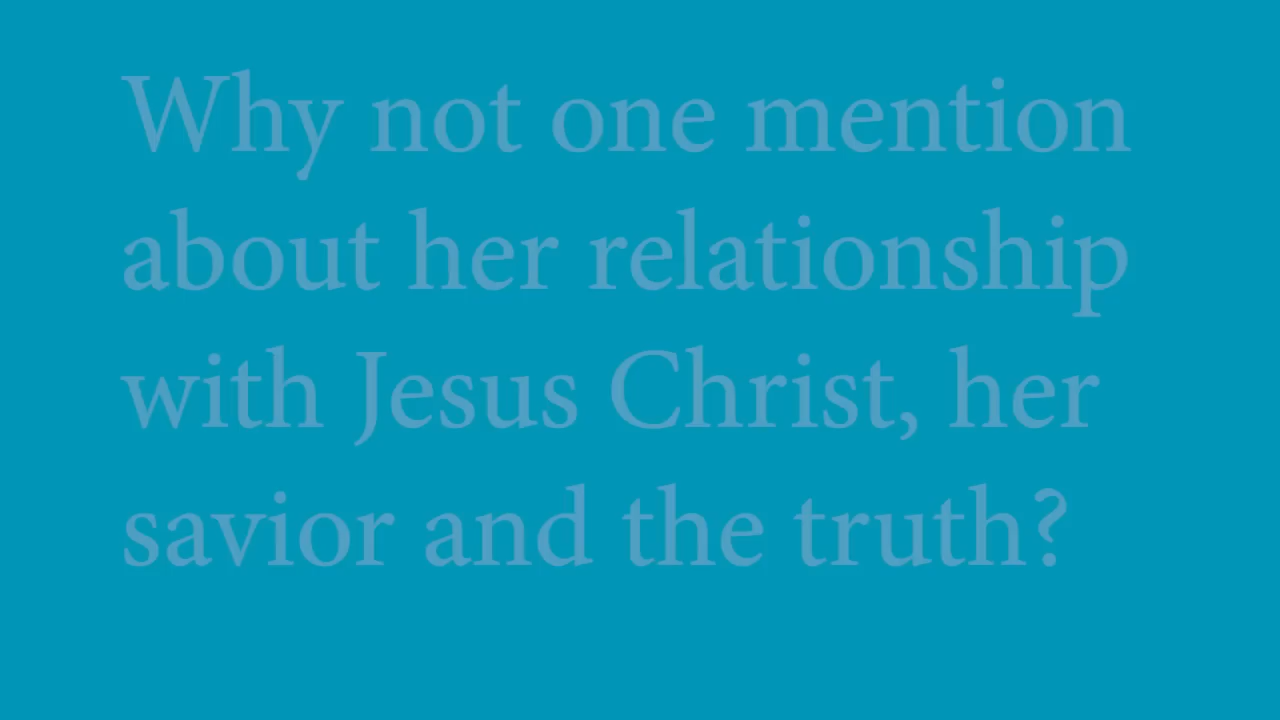 Why not one mention
about her relationship
with Jesus Christ, her
savior and the truth?